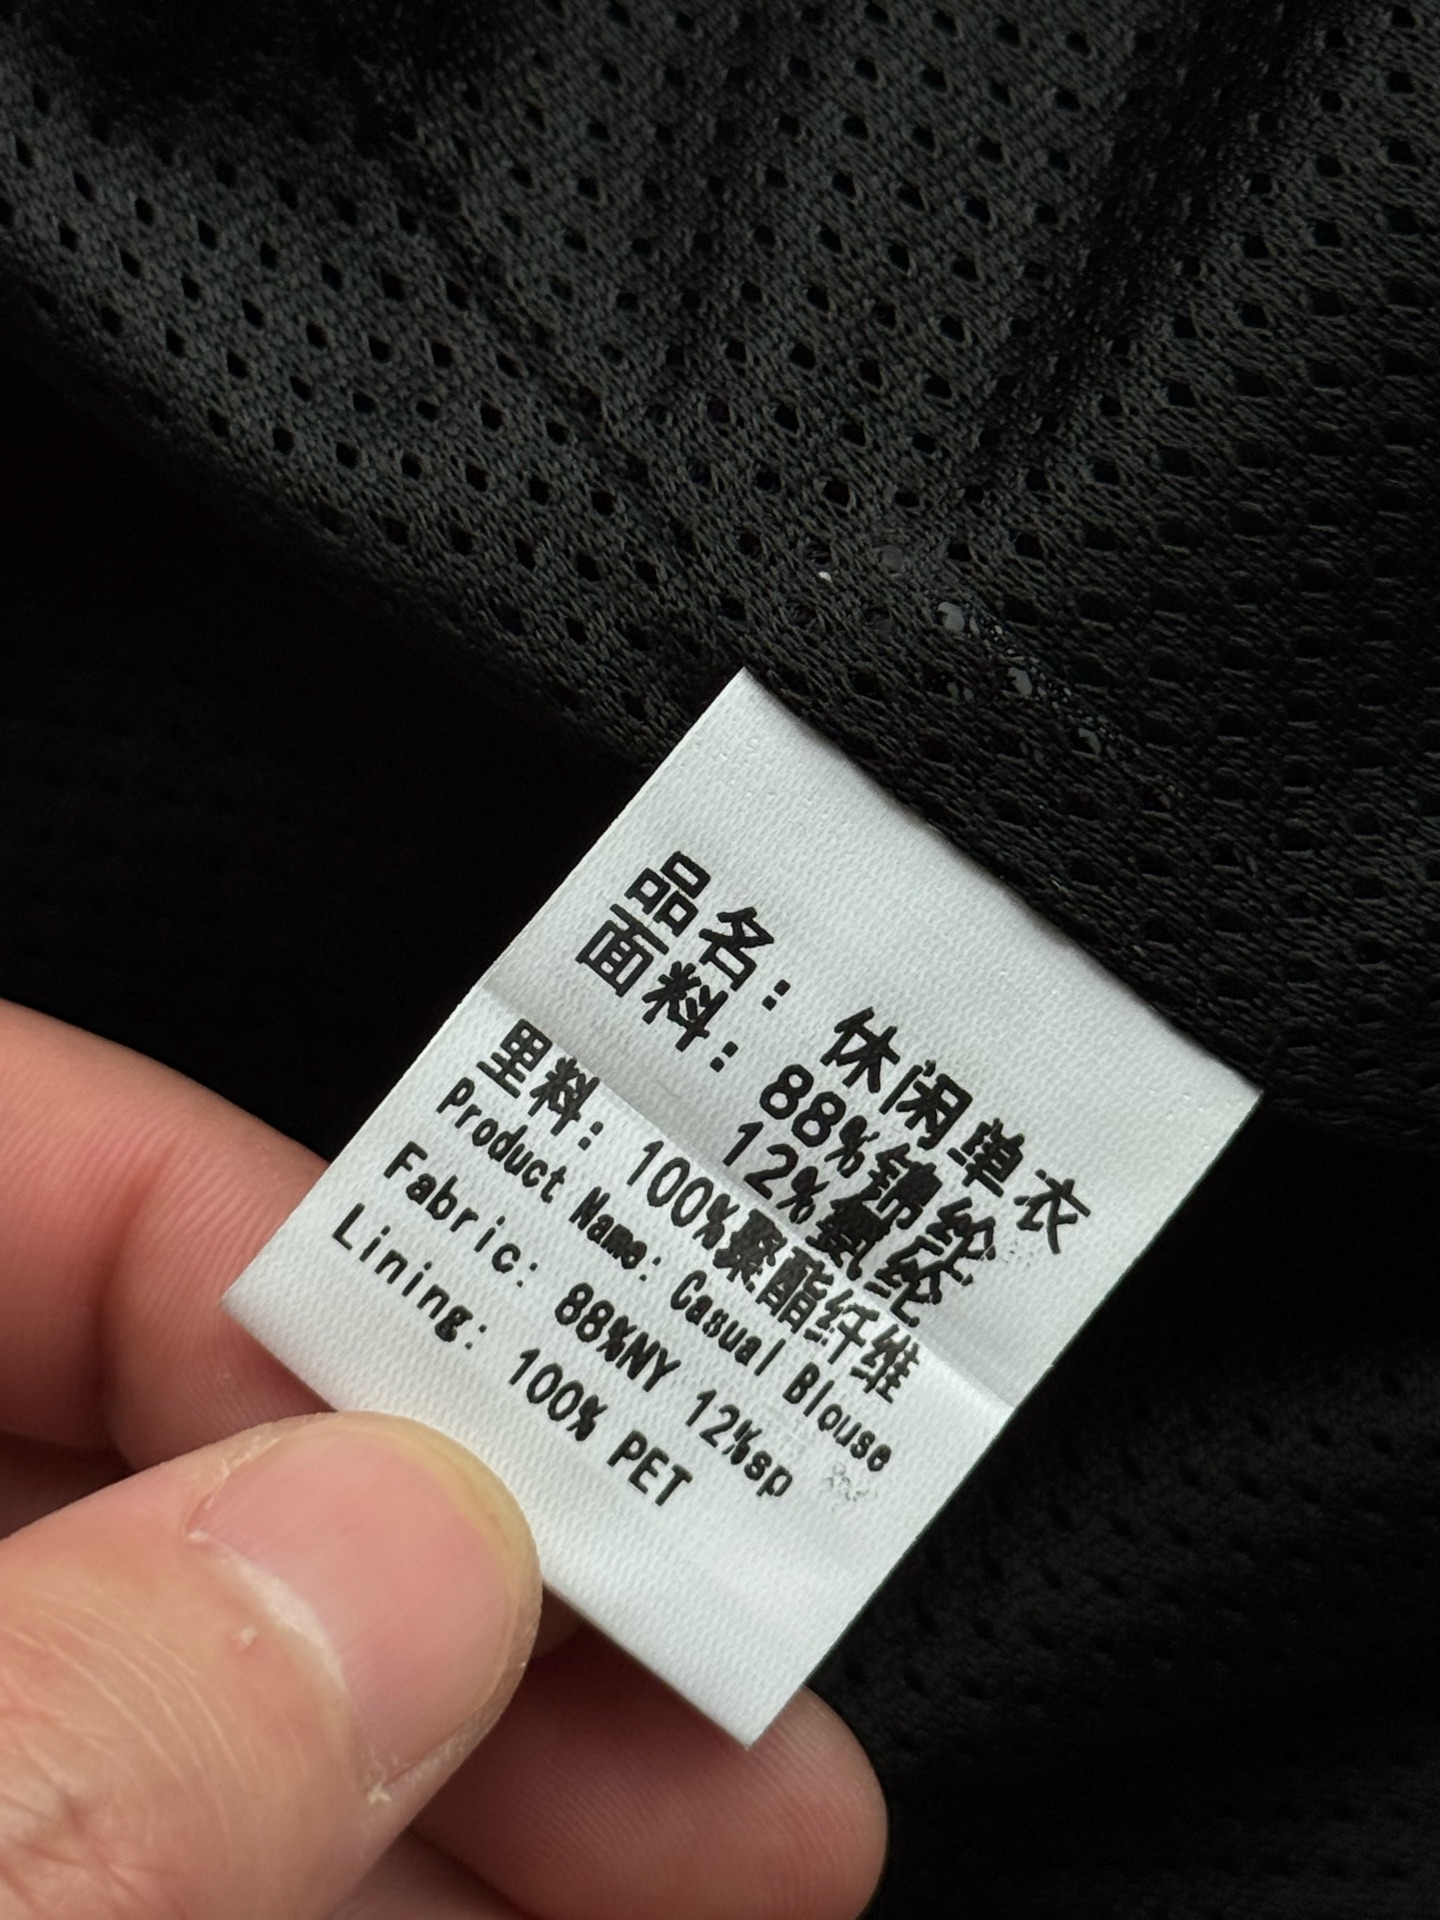 品名：休闲单衣
面料：88%锦纶
12%氨纶
里料：100%聚酯纤维
Product Name: Casual Blouse
Fabric: 88%NY 12%sp
Lining: 100% PET